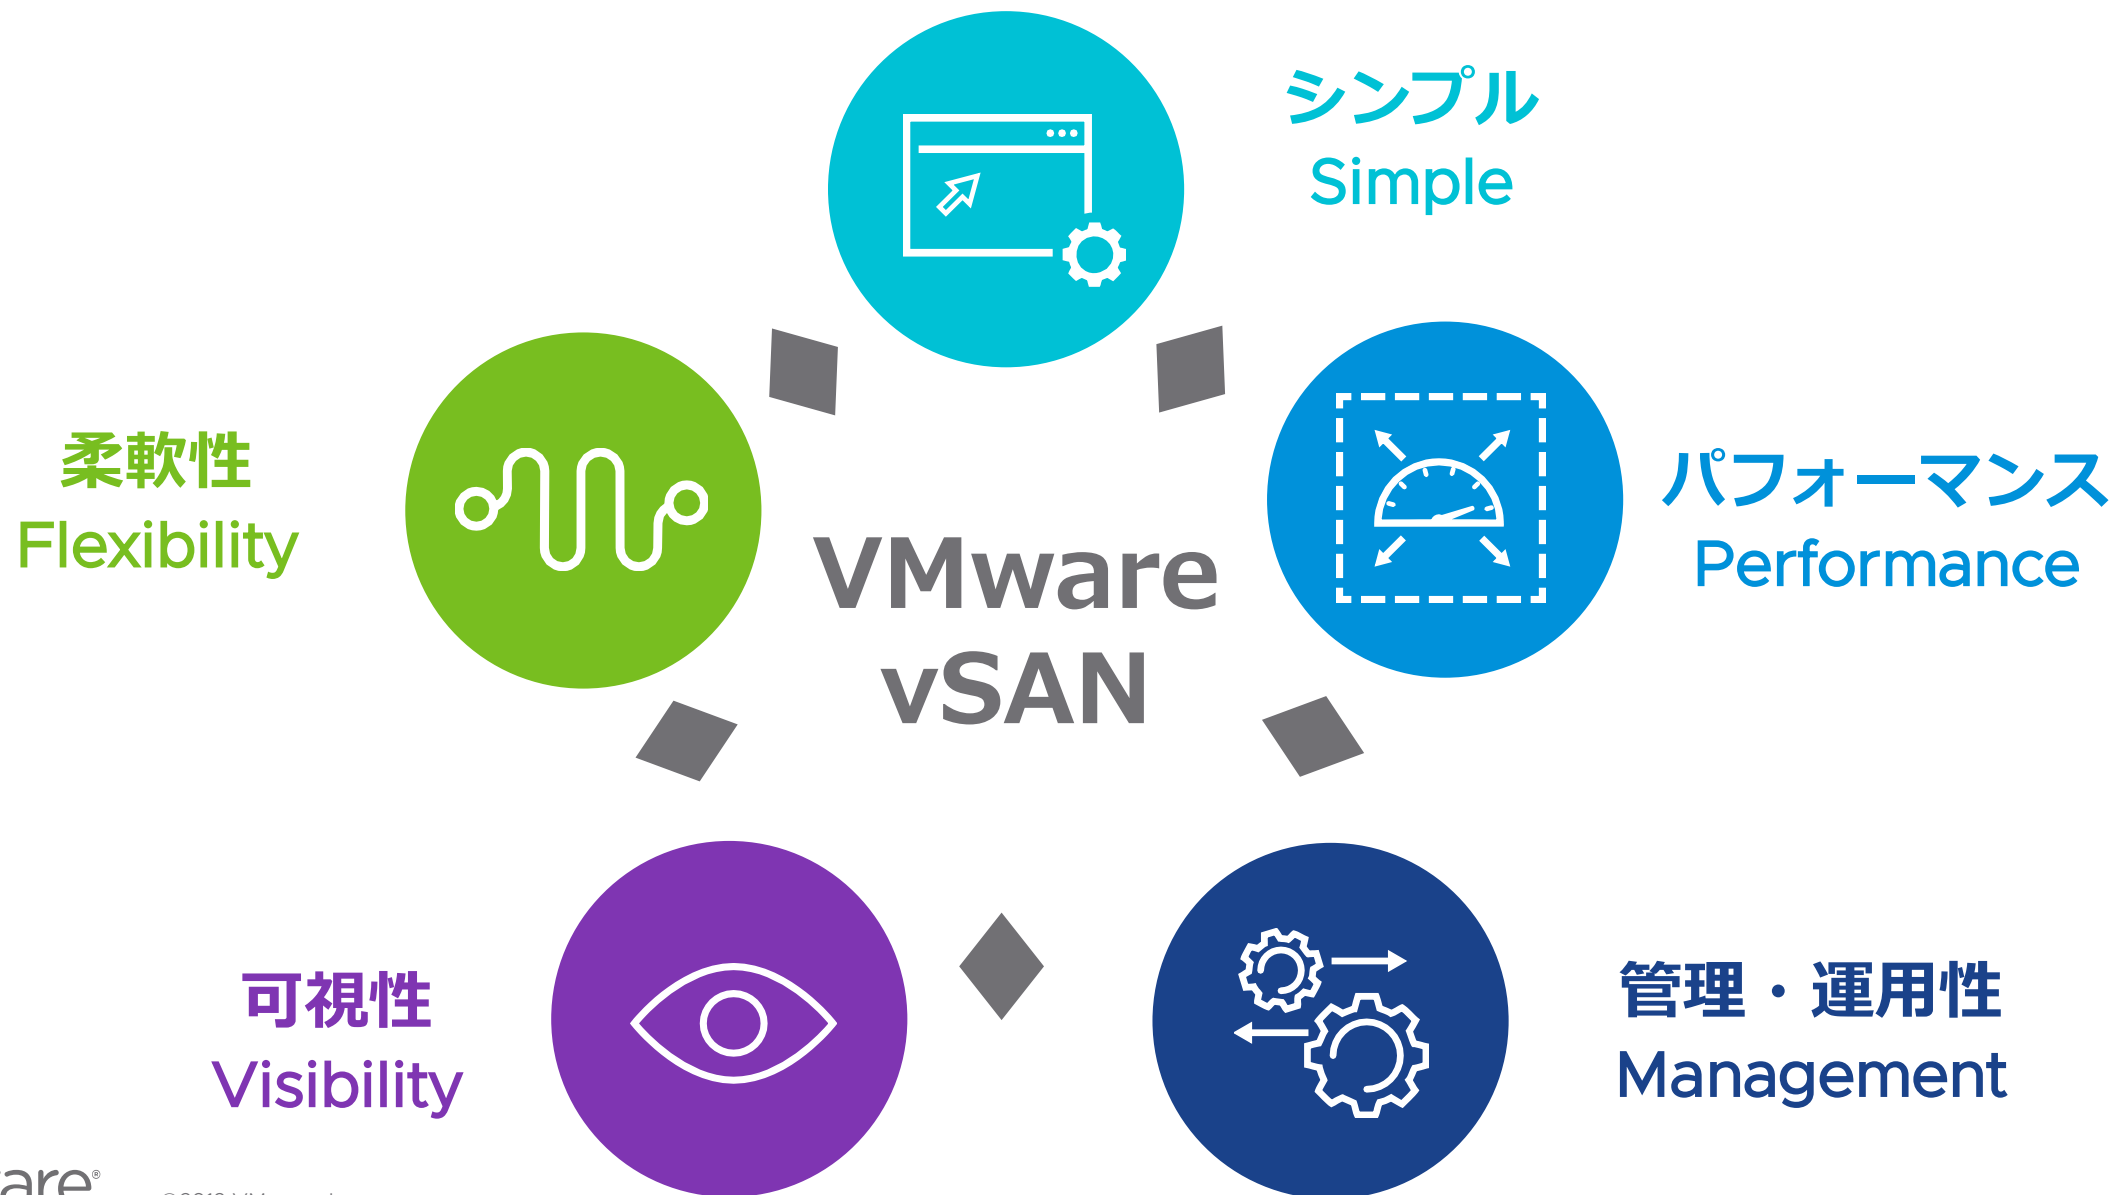 シンプル
Simple
柔軟性
Flexibility
パフォーマンス
Performance
VMware
vSAN
可視性
Visibility
管理・運用性
Management
are®